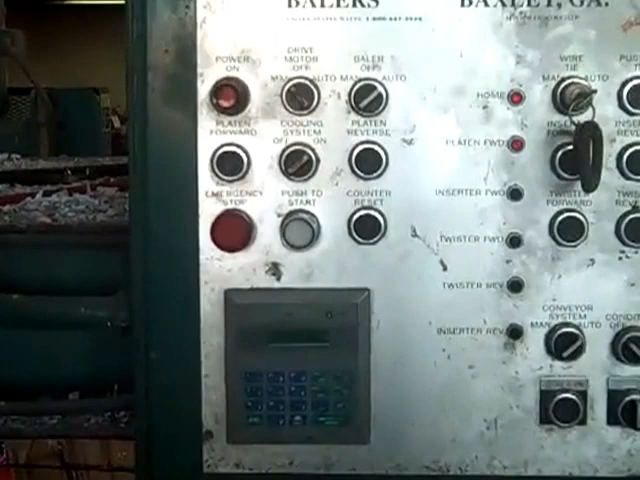 BALERS
BAXLEY, GA.
POWER
ON
DRIVE
MOTOR
OFF
MAN AUTO
BALER
OPS
MAN AUTO
WIRE
TIE
MAN AUTO
HOME
PLATEN
FORWARD
COOLING
SYSTEM
OFF ON
PLATEN
REVERSE
PLATEN FWD
EMERGENCY
STOP
PUSH TO
START
COUNTER
RESET
INSERTER FWD
TWISTER
FORWARD
TWISTER FWD
TWISTER REV
INSERTER REV
CONVEYOR
SYSTEM
MAN AUTO